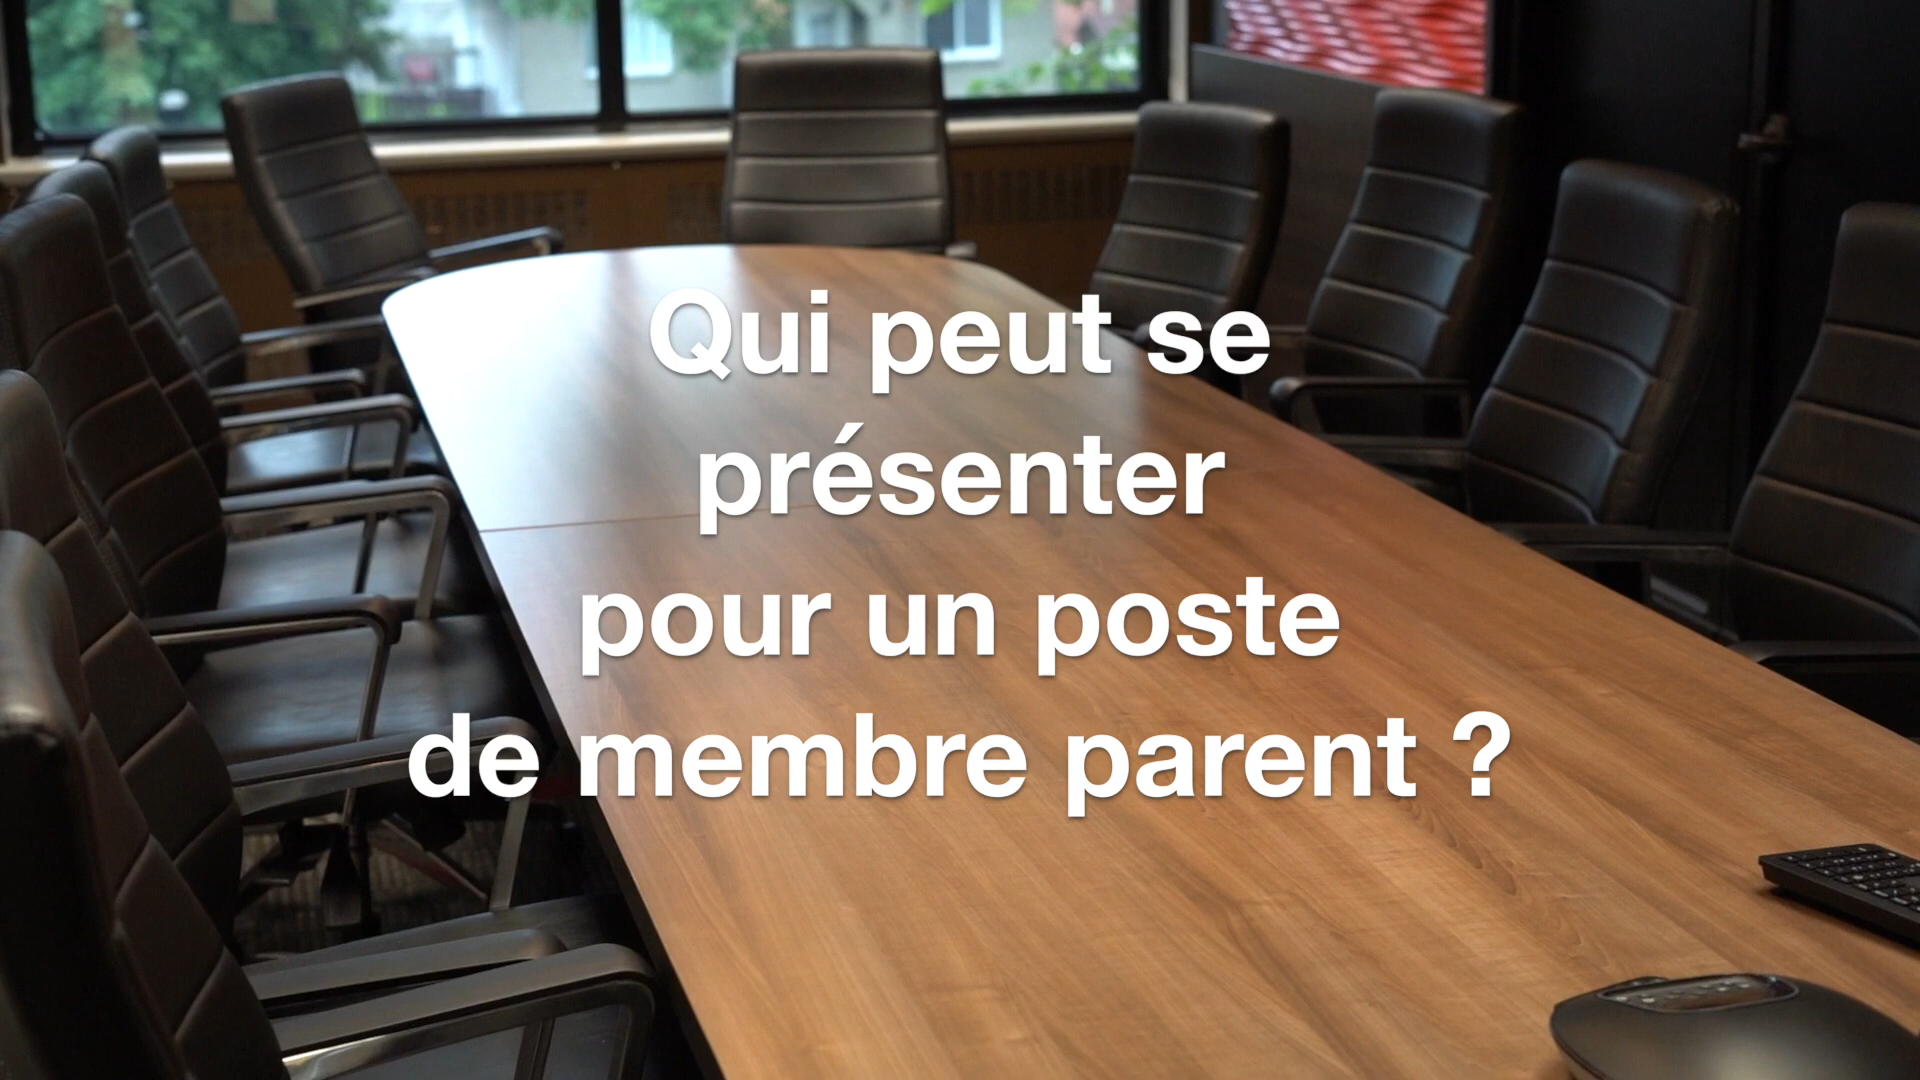 Qui peut se
présenter
pour un poste
de membre parent ?